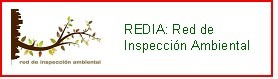 REDIA: Red de
Inspección Ambiental
red de inspección ambiental